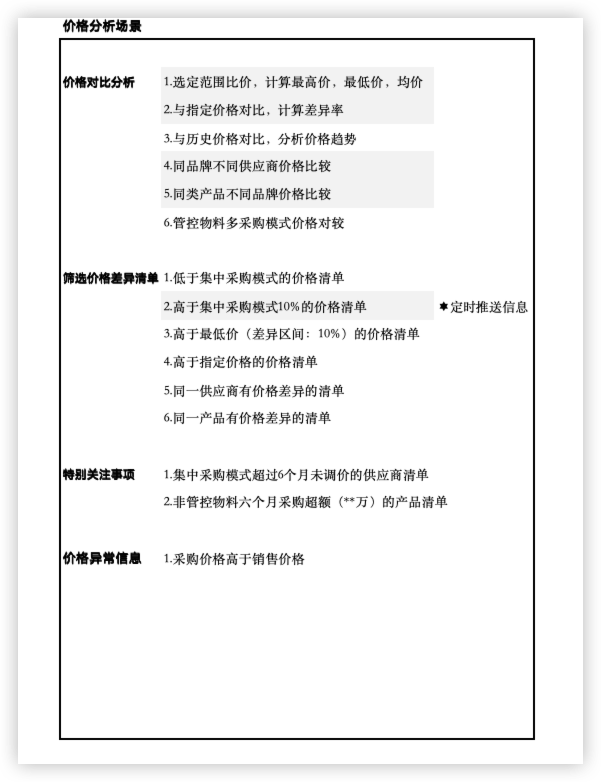 价格分析场景
价格对比分析 1.选定范围比价，计算最高价，最低价，均价
2.与指定价格对比，计算差异率
3.与历史价格对比，分析价格趋势
4.同品牌不同供应商价格比较
5.同类产品不同品牌价格比较
6.管控物料多采购模式价格对较
筛选价格差异清单 1.低于集中采购模式的价格清单
2.高于集中采购模式10%的价格清单 ✱定时推送信息
3.高于最低价（差异区间：10%）的价格清单
4.高于指定价格的价格清单
5.同一供应商有价格差异的清单
6.同一产品有价格差异的清单
特别关注事项 1.集中采购模式超过6个月未调价的供应商清单
2.非管控物料六个月采购超额（**万）的产品清单
价格异常信息 1.采购价格高于销售价格